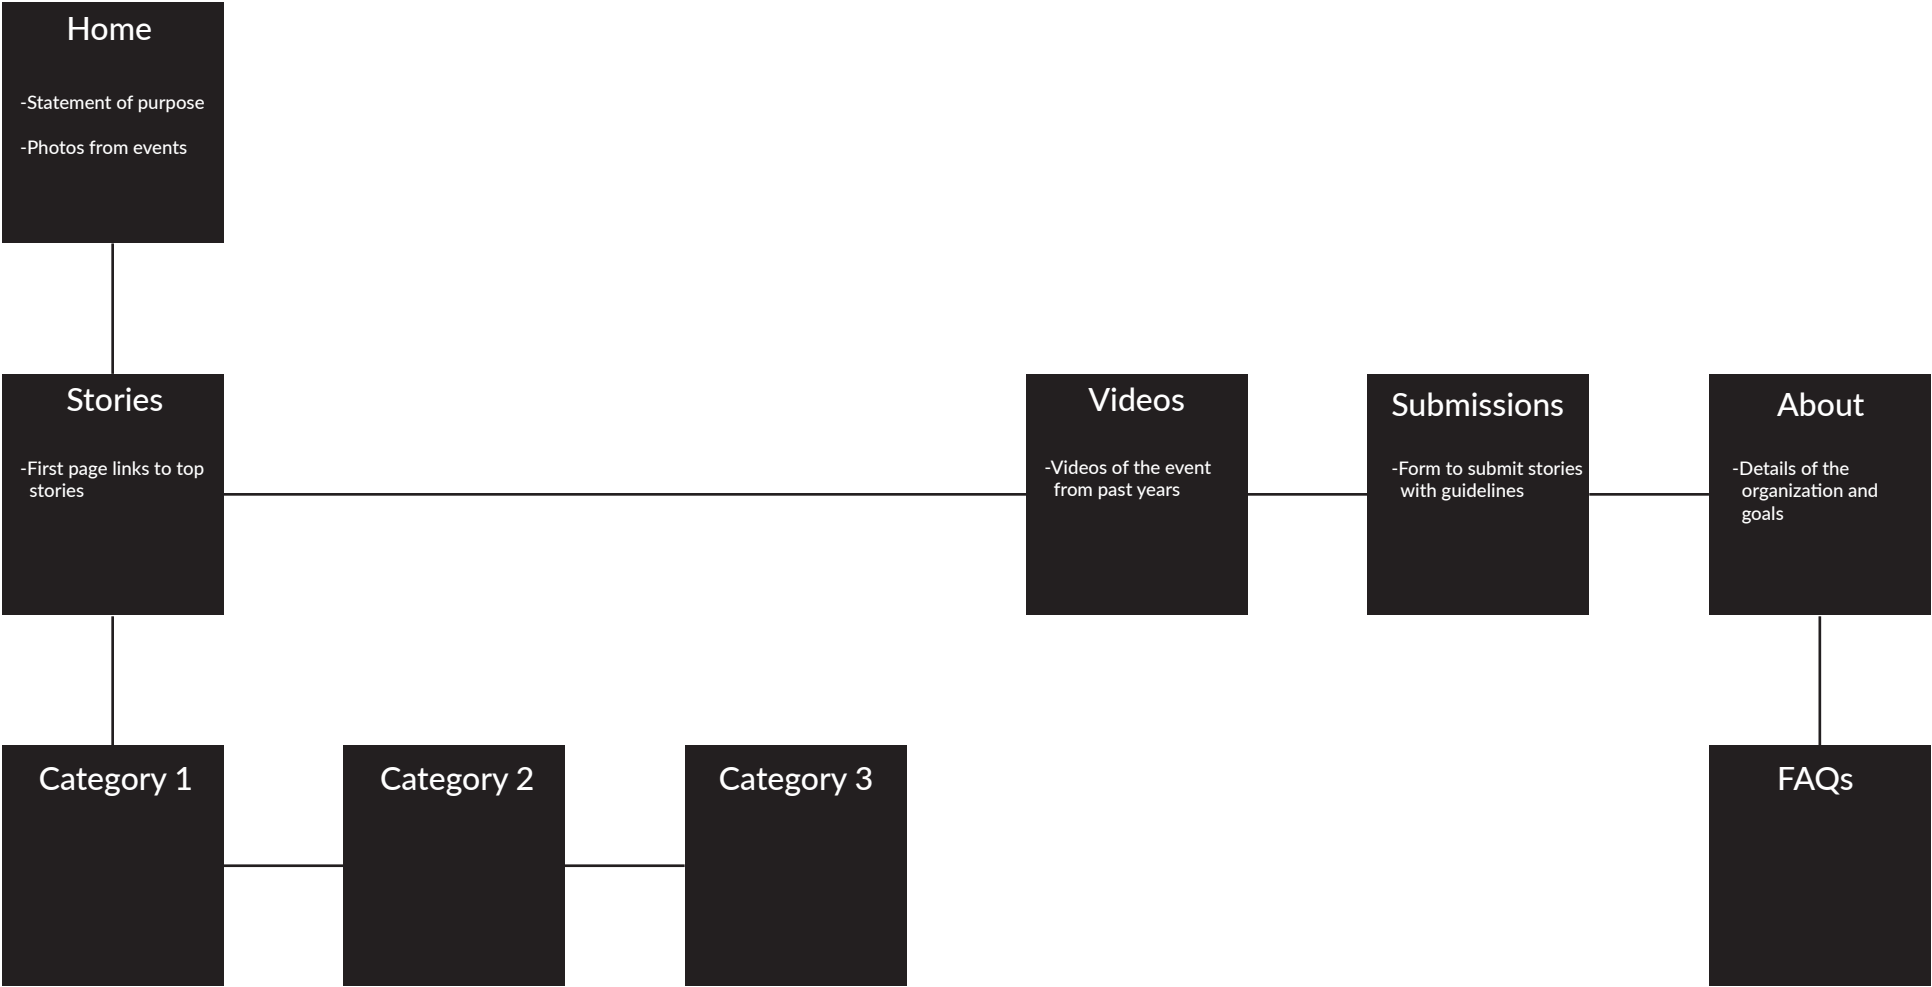 Home
-Statement of purpose
-Photos from events
Stories
-First page links to top
stories
Videos
-Videos of the event
from past years
Submissions
-Form to submit stories
with guidelines
About
-Details of the
organization and
goals
Category 1
Category 2
Category 3
FAQs